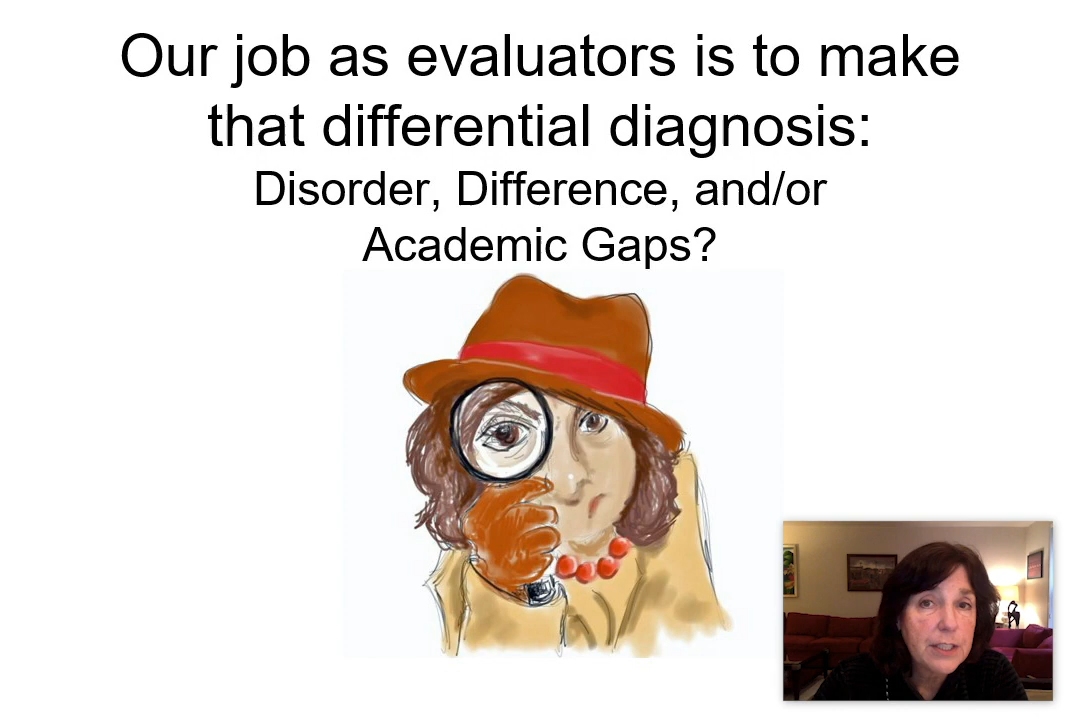 Our job as evaluators is to make
that differential diagnosis:
Disorder, Difference, and/or
Academic Gaps?